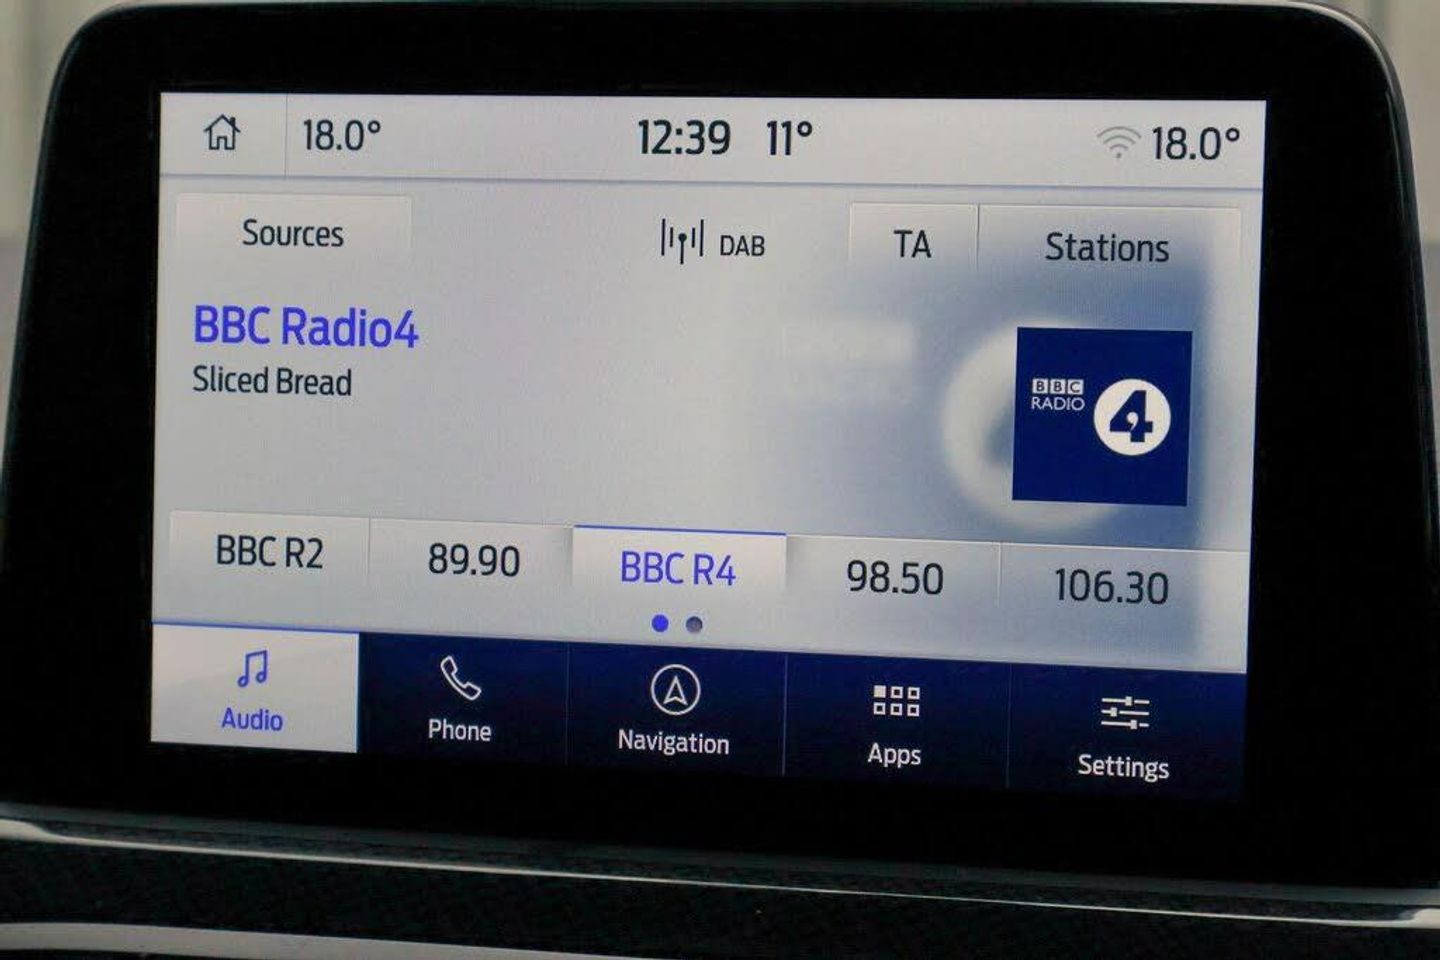 18.0° 12:39 11° 18.0°
Sources DAB TA Stations
BBC Radio4
Sliced Bread
BBC
RADIO 4
BBC R2 89.90 BBC R4 98.50 106.30
Audio Phone Navigation Apps Settings